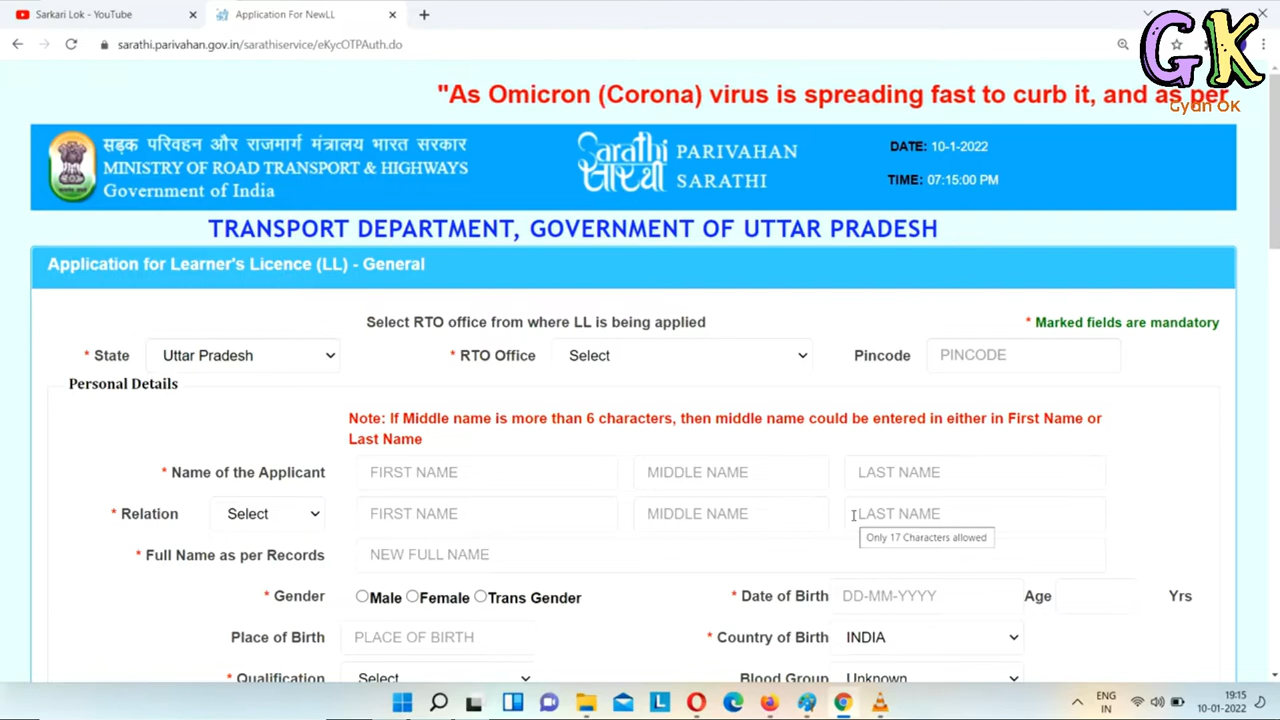 Sarkari Lok - YouTube
Application For NewLL
sarathi.parivahan.gov.in/sarathiservice/eKycOTPAuth.do
GK
Gyan OK
"As Omicron (Corona) virus is spreading fast to curb it, and as per
सड़क परिवहन और राजमार्ग मंत्रालय भारत सरकार
MINISTRY OF ROAD TRANSPORT & HIGHWAYS
Government of India
Sarathi सारथी
PARIVAHAN
SARATHI
DATE: 10-1-2022
TIME: 07:15:00 PM
TRANSPORT DEPARTMENT, GOVERNMENT OF UTTAR PRADESH
Application for Learner's Licence (LL) - General
Select RTO office from where LL is being applied
* Marked fields are mandatory
* State Uttar Pradesh * RTO Office Select Pincode PINCODE
Personal Details
Note: If Middle name is more than 6 characters, then middle name could be entered in either in First Name or
Last Name
* Name of the Applicant FIRST NAME MIDDLE NAME LAST NAME
* Relation Select FIRST NAME MIDDLE NAME LAST NAME
Only 17 Characters allowed
* Full Name as per Records NEW FULL NAME
* Gender Male Female Trans Gender * Date of Birth DD-MM-YYYY Age Yrs
Place of Birth PLACE OF BIRTH * Country of Birth INDIA
* Qualification Select Blood Group Unknown
ENG
IN
19:15
10-01-2022